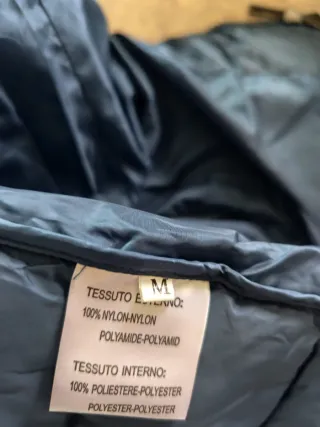 M
TESSUTO ESTERNO:
100% NYLON-NYLON
POLYAMIDE-POLYAMID
TESSUTO INTERNO:
100% POLIESTERE-POLYESTER
POLYESTER-POLYESTER